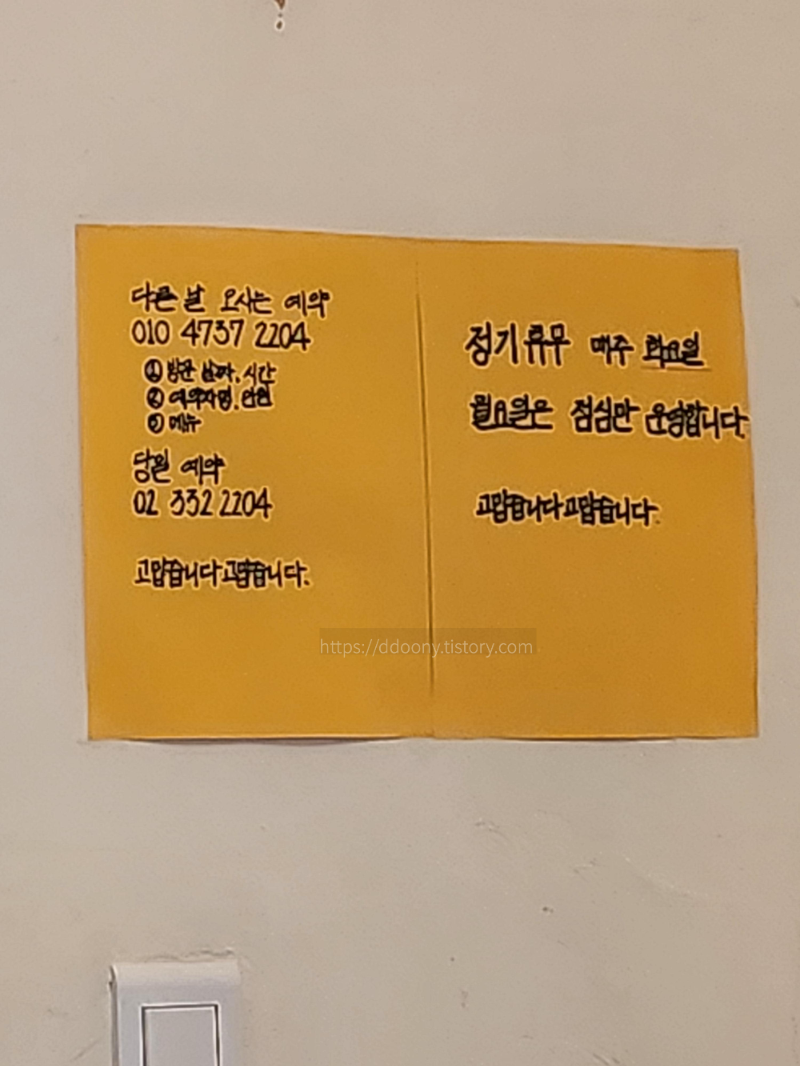 다른 날 오시는 예약
010 4737 2204
① 방문 날짜, 시간
② 예약자명, 인원
③ 메뉴
당일 예약
02 332 2204
고맙습니다 고맙습니다.
정기휴무 매주 화요일
월요일은 점심만 운영합니다.
고맙습니다 고맙습니다.
https://ddoony.tistory.com